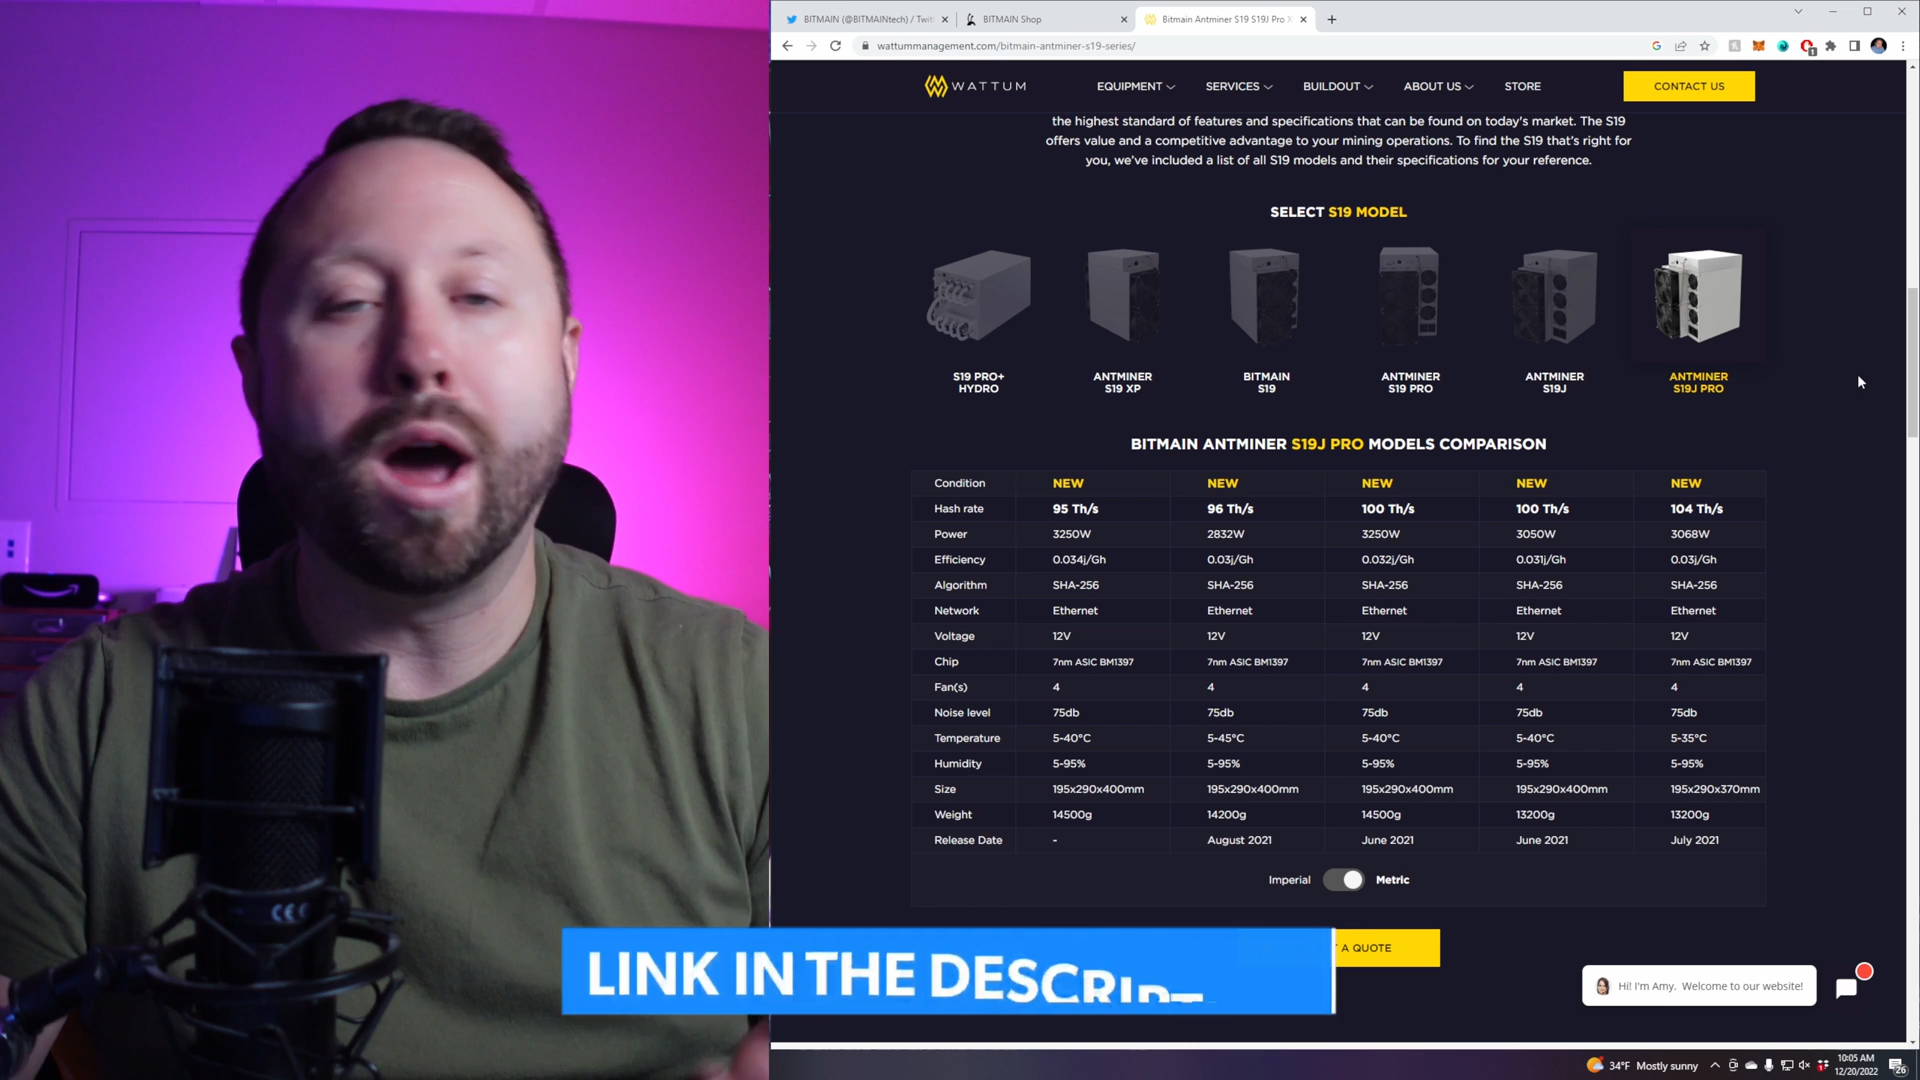 BITMAIN (@BITMAINtech) / Twit
BITMAIN Shop
Bitmain Antminer S19 S19J Pro X
wattummanagement.com/bitmain-antminer-s19-series/
WATTUM
EQUIPMENT
SERVICES
BUILDOUT
ABOUT US
STORE
CONTACT US
the highest standard of features and specifications that can be found on today's market. The S19
offers value and a competitive advantage to your mining operations. To find the S19 that's right for
you, we've included a list of all S19 models and their specifications for your reference.
SELECT S19 MODEL
S19 PRO+
HYDRO
ANTMINER
S19 XP
BITMAIN
S19
ANTMINER
S19 PRO
ANTMINER
S19J
ANTMINER
S19J PRO
BITMAIN ANTMINER S19J PRO MODELS COMPARISON
Condition NEW NEW NEW NEW NEW
Hash rate 95 Th/s 96 Th/s 100 Th/s 100 Th/s 104 Th/s
Power 3250W 2832W 3250W 3050W 3068W
Efficiency 0.034j/Gh 0.03j/Gh 0.032j/Gh 0.031j/Gh 0.03j/Gh
Algorithm SHA-256 SHA-256 SHA-256 SHA-256 SHA-256
Network Ethernet Ethernet Ethernet Ethernet Ethernet
Voltage 12V 12V 12V 12V 12V
Chip 7nm ASIC BM1397 7nm ASIC BM1397 7nm ASIC BM1397 7nm ASIC BM1397 7nm ASIC BM1397
Fan(s) 4 4 4 4 4
Noise level 75db 75db 75db 75db 75db
Temperature 5-40°C 5-45°C 5-40°C 5-40°C 5-35°C
Humidity 5-95% 5-95% 5-95% 5-95% 5-95%
Size 195x290x400mm 195x290x400mm 195x290x400mm 195x290x400mm 195x290x370mm
Weight 14500g 14200g 14500g 13200g 13200g
Release Date - August 2021 June 2021 June 2021 July 2021
Imperial Metric
A QUOTE
LINK IN THE DESCRIPT
Hi! I'm Amy. Welcome to our website!
34°F Mostly sunny
10:05 AM
12/20/2022
26
CE